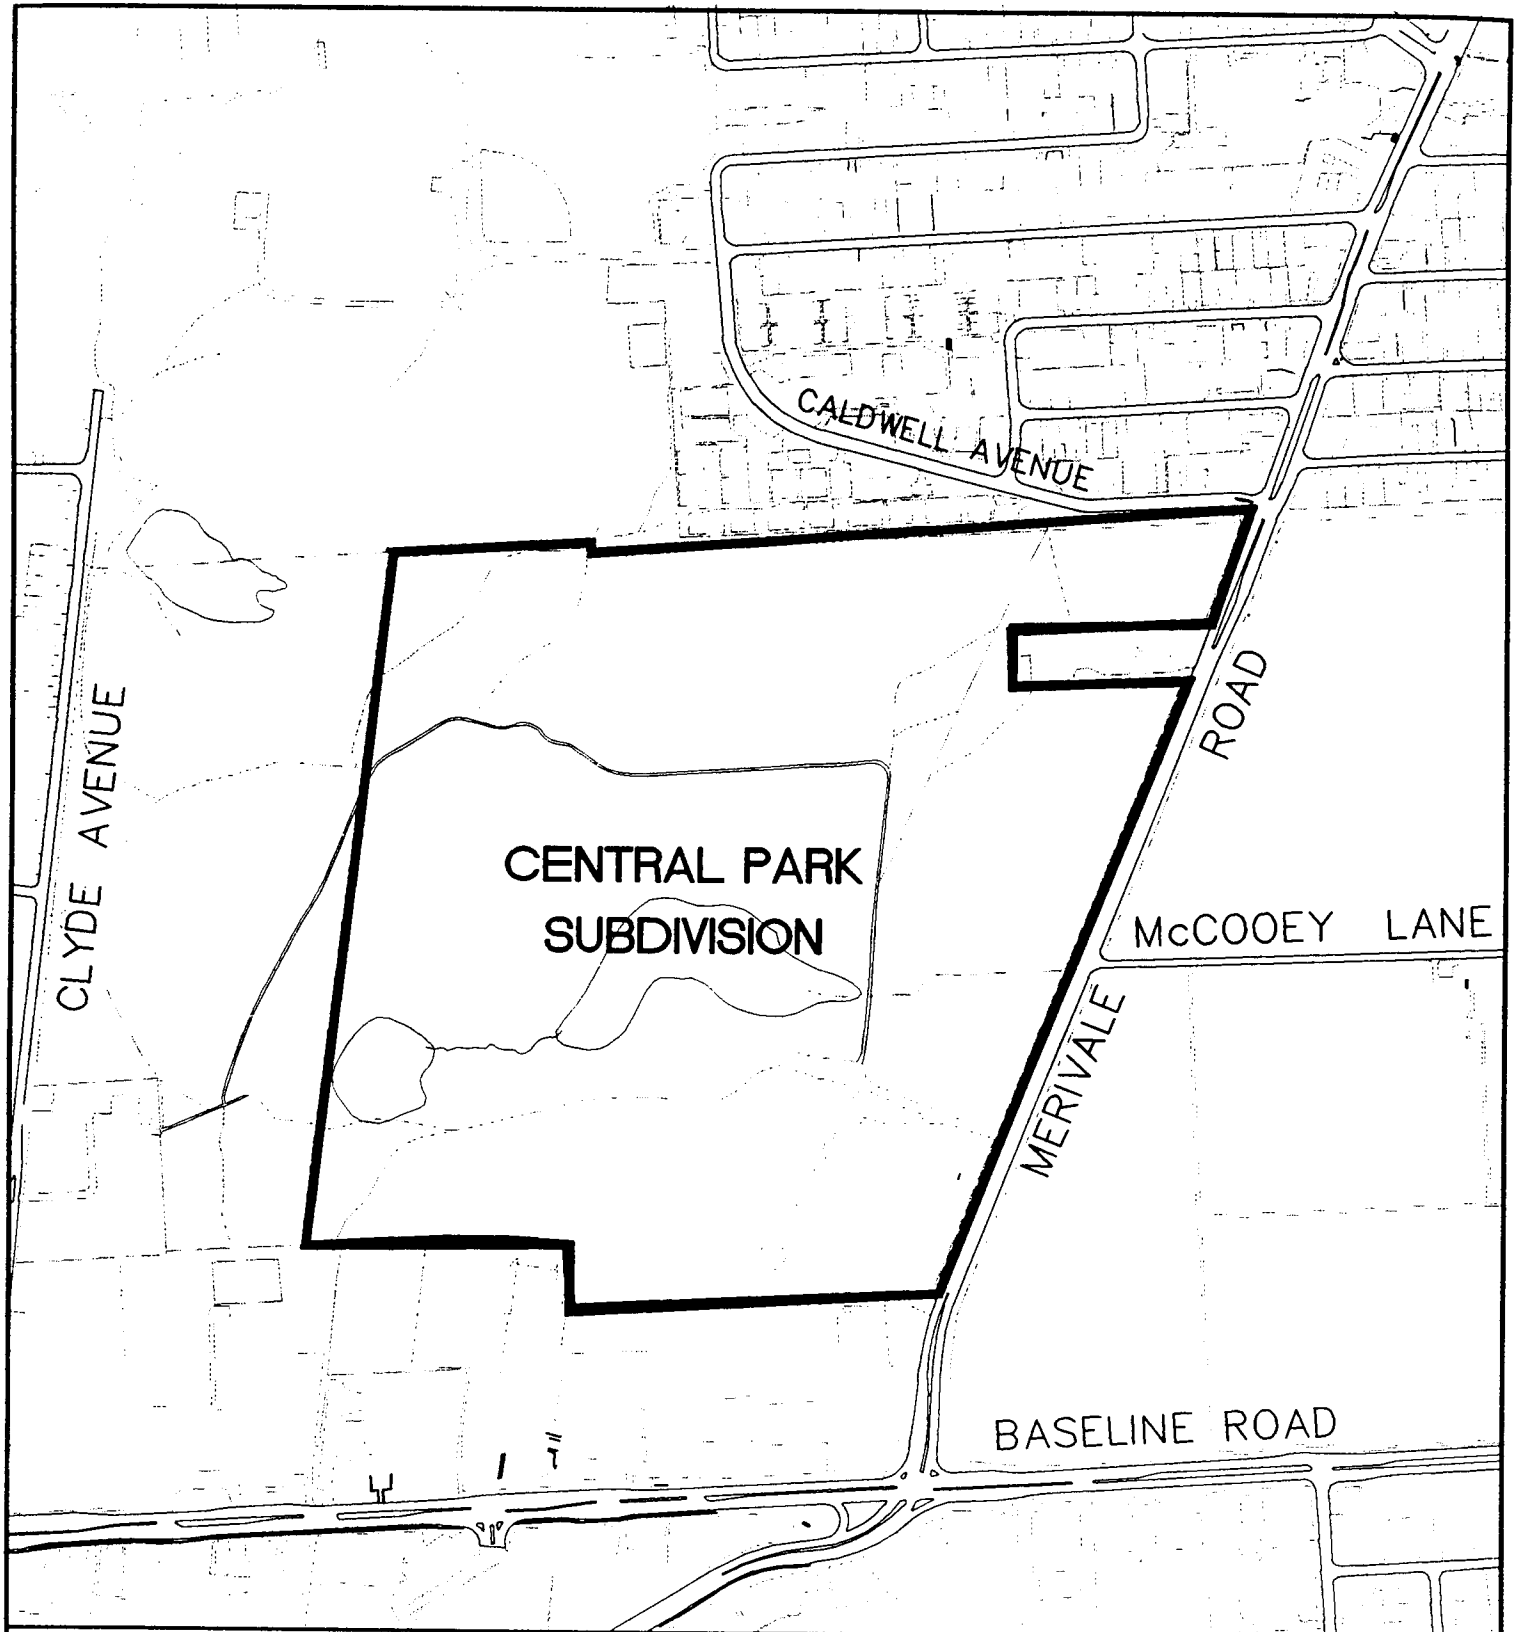 CALDWELL AVENUE
ROAD
CLYDE AVENUE
CENTRAL PARK
SUBDIVISION
McCOOEY LANE
MERIVALE
BASELINE ROAD